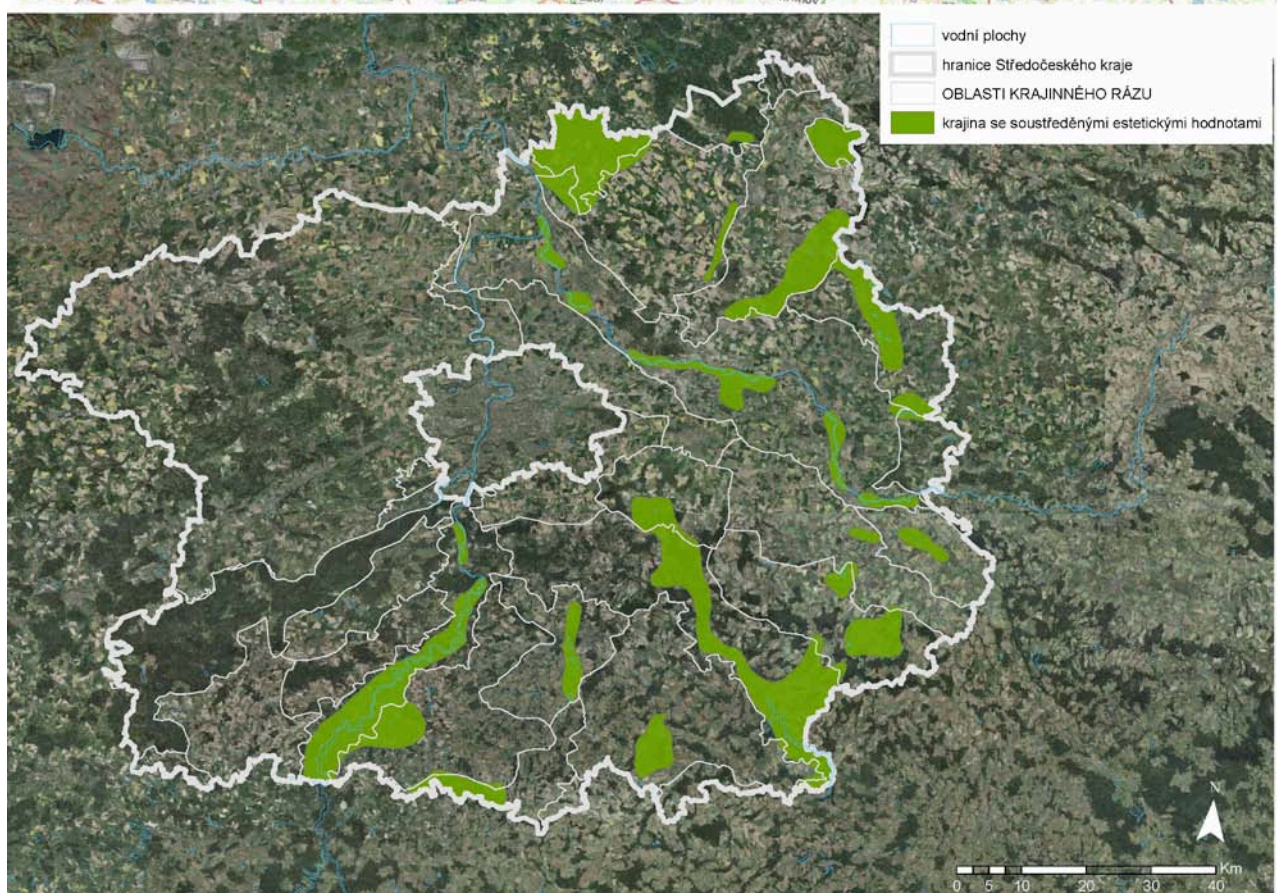 vodní plochy
hranice Středočeského kraje
OBLASTI KRAJINNÉHO RÁZU
krajina se soustředěnými estetickými hodnotami
N
Km
0 5 10 20 30 40